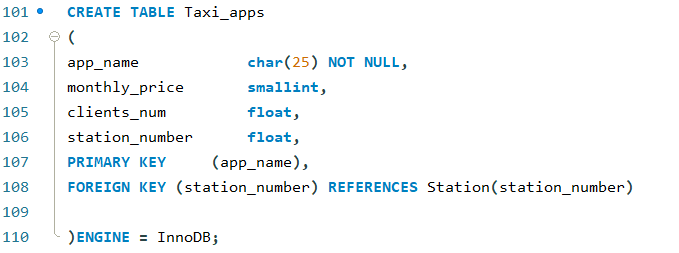 101 CREATE TABLE Taxi_apps
102 (
103 app_name char(25) NOT NULL,
104 monthly_price smallint,
105 clients_num float,
106 station_number float,
107 PRIMARY KEY (app_name),
108 FOREIGN KEY (station_number) REFERENCES Station(station_number)
109
110 )ENGINE = InnoDB;